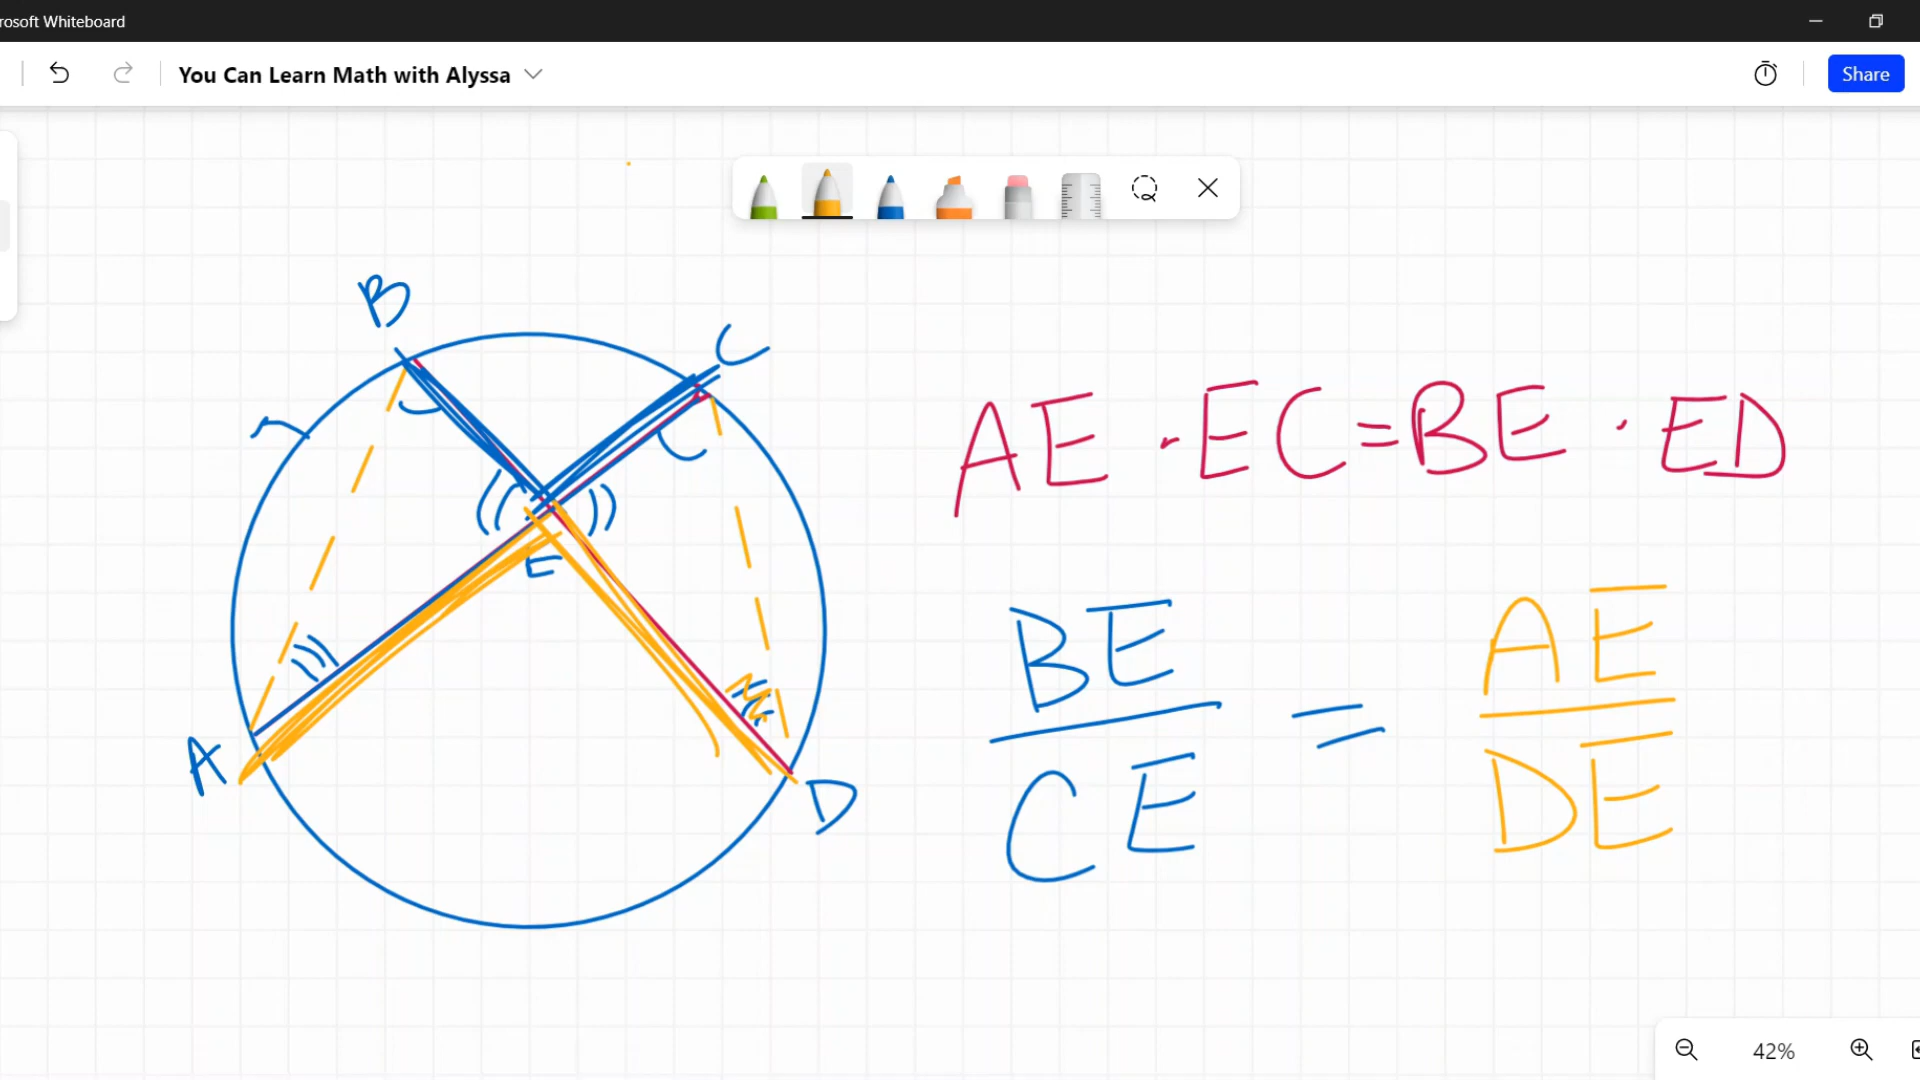 rosoft Whiteboard
You Can Learn Math with Alyssa
Share
B
C
AE · EC = BE · ED
E
BE
CE
=
AE
DE
A
D
42%